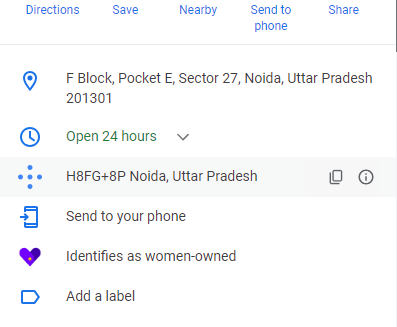 Directions
Save
Nearby
Send to
phone
Share
F Block, Pocket E, Sector 27, Noida, Uttar Pradesh
201301
Open 24 hours
H8FG+8P Noida, Uttar Pradesh
Send to your phone
Identifies as women-owned
Add a label